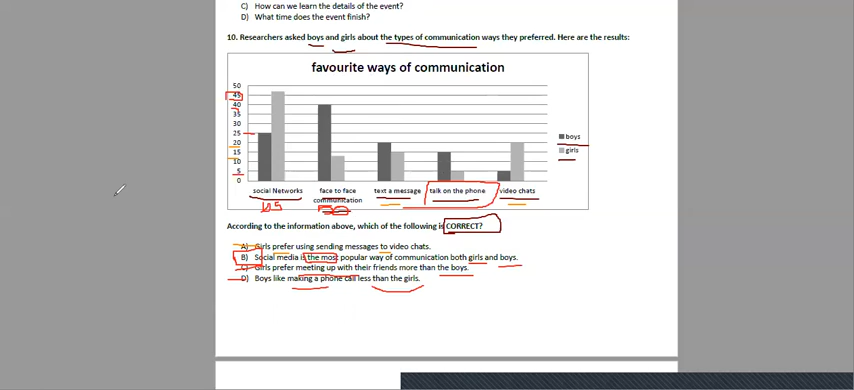 C) How can we learn the details of the event?
D) What time does the event finish?
10. Researchers asked boys and girls about the types of communication ways they preferred. Here are the results:
favourite ways of communication
50
45
40
35
30
25
20
15
10
5
0
boys
girls
social Networks
face to face
communication
text a message
talk on the phone
video chats
According to the information above, which of the following is CORRECT?
A) Girls prefer using sending messages to video chats.
B) Social media is the most popular way of communication both girls and boys.
C) Girls prefer meeting up with their friends more than the boys.
D) Boys like making a phone call less than the girls.